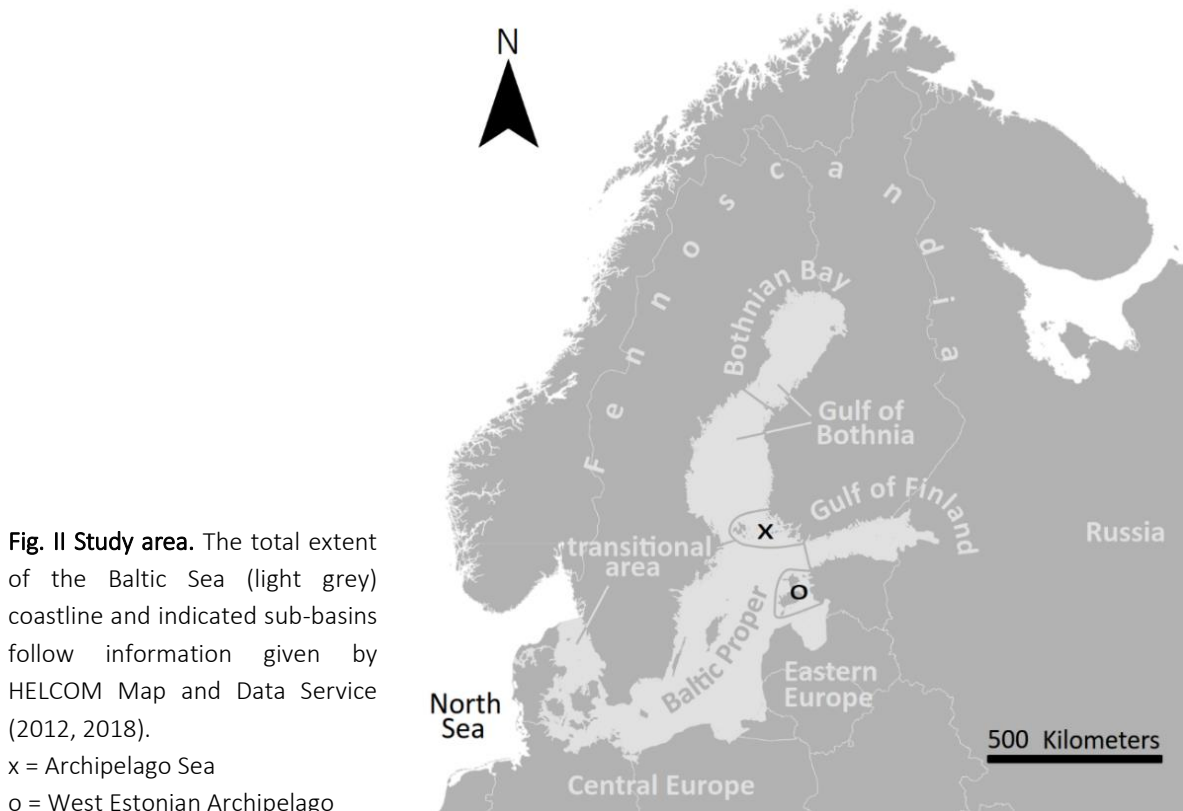 N
Fennoscandia
Bothnian Bay
Gulf of
Bothnia
Gulf of Finland
x
transitional
area
Russia
o
Baltic Proper
Eastern
Europe
North
Sea
500 Kilometers
Central Europe
Fig. II Study area. The total extent
of the Baltic Sea (light grey)
coastline and indicated sub-basins
follow information given by
HELCOM Map and Data Service
(2012, 2018).
x = Archipelago Sea
o = West Estonian Archipelago